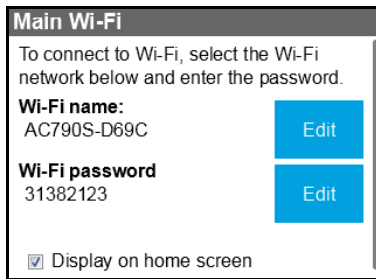 Main Wi-Fi
To connect to Wi-Fi, select the Wi-Fi
network below and enter the password.
Wi-Fi name:
AC790S-D69C
Edit
Wi-Fi password
31382123
Edit
Display on home screen